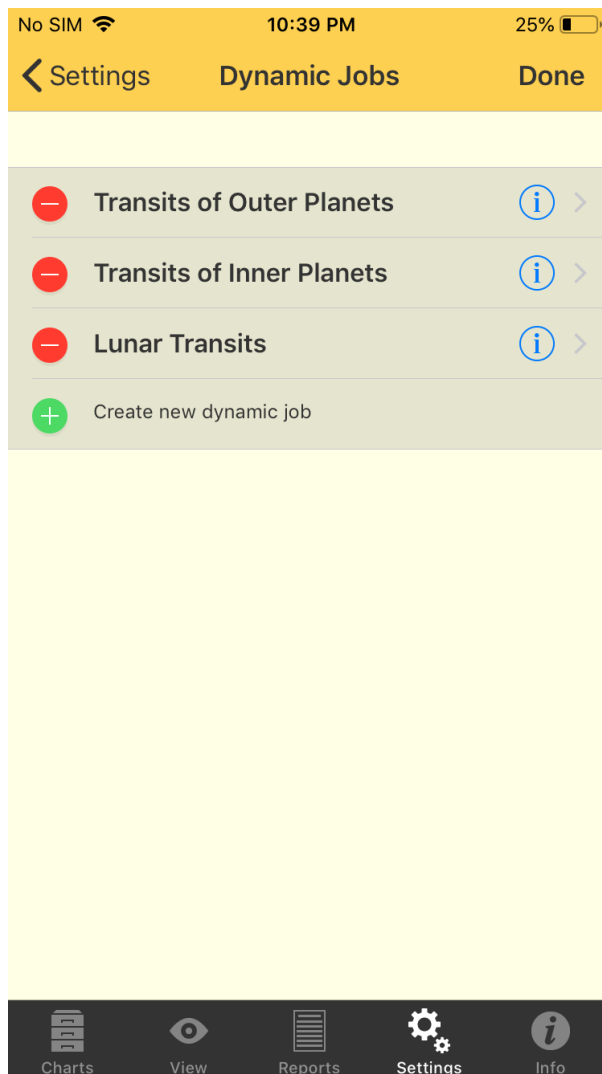 No SIM 10:39 PM 25%
Settings Dynamic Jobs Done
Transits of Outer Planets i
Transits of Inner Planets i
Lunar Transits i
Create new dynamic job
Charts View Reports Settings Info